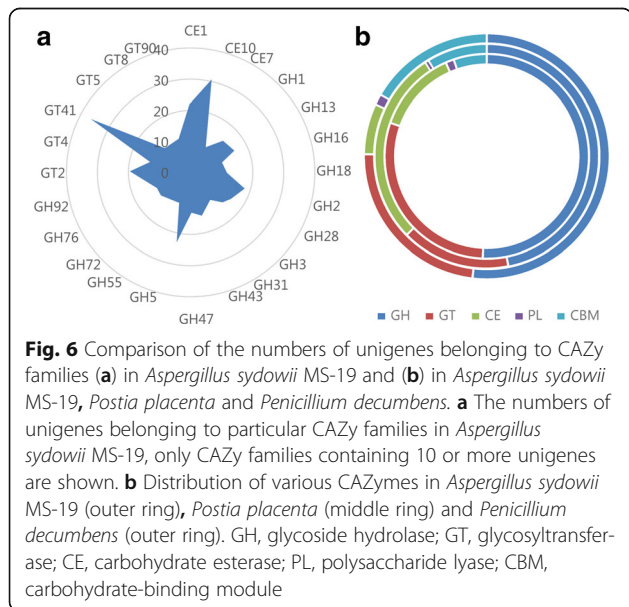 a
b
CE1
CE10
CE7
GH1
GH13
GH16
GH18
GH2
GH28
GH3
GH31
GH43
GH47
GH5
GH55
GH72
GH76
GH92
GT2
GT4
GT41
GT5
GT8
GT90
40
30
20
10
0
GH GT CE PL CBM
Fig. 6 Comparison of the numbers of unigenes belonging to CAZy
families (a) in Aspergillus sydowii MS-19 and (b) in Aspergillus sydowii
MS-19, Postia placenta and Penicillium decumbens. a The numbers of
unigenes belonging to particular CAZy families in Aspergillus
sydowii MS-19, only CAZy families containing 10 or more unigenes
are shown. b Distribution of various CAZymes in Aspergillus sydowii
MS-19 (outer ring), Postia placenta (middle ring) and Penicillium
decumbens (outer ring). GH, glycoside hydrolase; GT, glycosyltransfer-
ase; CE, carbohydrate esterase; PL, polysaccharide lyase; CBM,
carbohydrate-binding module